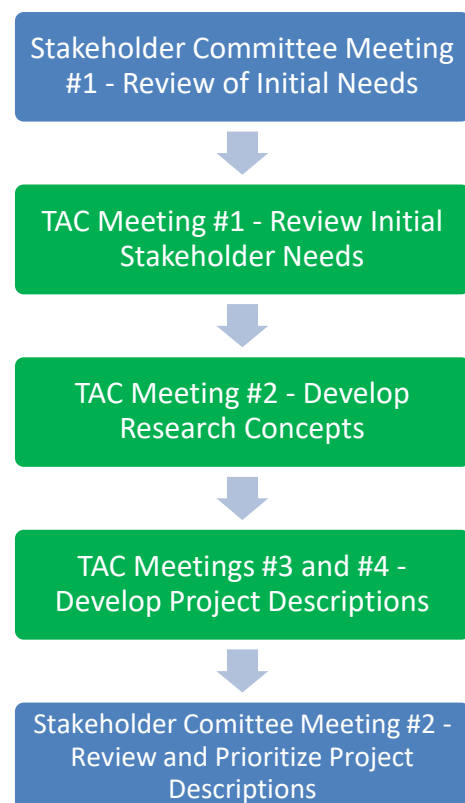 Stakeholder Committee Meeting
#1 - Review of Initial Needs
TAC Meeting #1 - Review Initial
Stakeholder Needs
TAC Meeting #2 - Develop
Research Concepts
TAC Meetings #3 and #4 -
Develop Project Descriptions
Stakeholder Comittee Meeting #2 -
Review and Prioritize Project
Descriptions